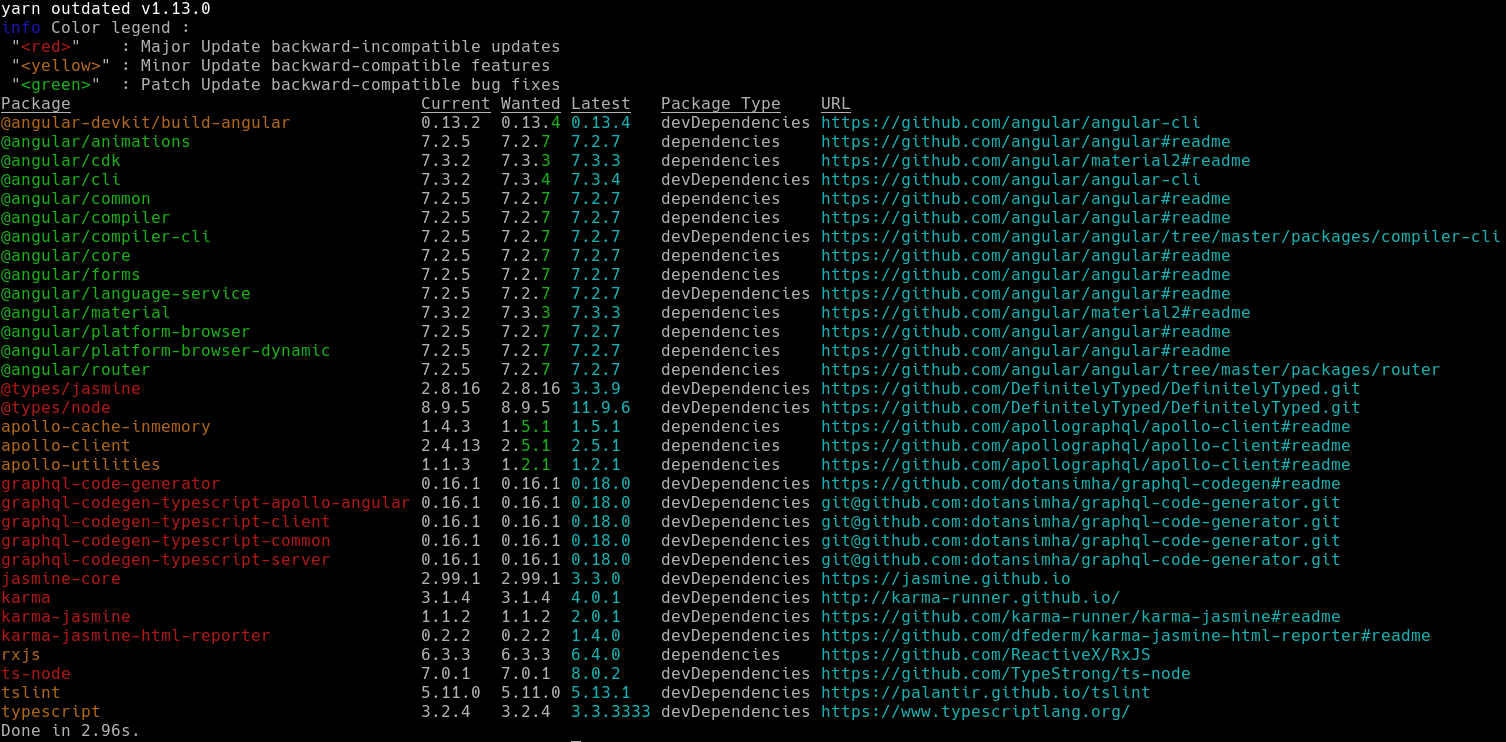 yarn outdated v1.13.0
info Color legend :
 "<red>"    : Major Update backward-incompatible updates
 "<yellow>" : Minor Update backward-compatible features
 "<green>"  : Patch Update backward-compatible bug fixes
Package Current Wanted Latest Package Type URL
@angular-devkit/build-angular 0.13.2 0.13.4 0.13.4 devDependencies https://github.com/angular/angular-cli
@angular/animations 7.2.5 7.2.7 7.2.7 dependencies https://github.com/angular/angular#readme
@angular/cdk 7.3.2 7.3.3 7.3.3 dependencies https://github.com/angular/material2#readme
@angular/cli 7.3.2 7.3.4 7.3.4 devDependencies https://github.com/angular/angular-cli
@angular/common 7.2.5 7.2.7 7.2.7 dependencies https://github.com/angular/angular#readme
@angular/compiler 7.2.5 7.2.7 7.2.7 dependencies https://github.com/angular/angular#readme
@angular/compiler-cli 7.2.5 7.2.7 7.2.7 devDependencies https://github.com/angular/angular/tree/master/packages/compiler-cli
@angular/core 7.2.5 7.2.7 7.2.7 dependencies https://github.com/angular/angular#readme
@angular/forms 7.2.5 7.2.7 7.2.7 dependencies https://github.com/angular/angular#readme
@angular/language-service 7.2.5 7.2.7 7.2.7 devDependencies https://github.com/angular/angular#readme
@angular/material 7.3.2 7.3.3 7.3.3 dependencies https://github.com/angular/material2#readme
@angular/platform-browser 7.2.5 7.2.7 7.2.7 dependencies https://github.com/angular/angular#readme
@angular/platform-browser-dynamic 7.2.5 7.2.7 7.2.7 dependencies https://github.com/angular/angular#readme
@angular/router 7.2.5 7.2.7 7.2.7 dependencies https://github.com/angular/angular/tree/master/packages/router
@types/jasmine 2.8.16 2.8.16 3.3.9 devDependencies https://github.com/DefinitelyTyped/DefinitelyTyped.git
@types/node 8.9.5 8.9.5 11.9.6 devDependencies https://github.com/DefinitelyTyped/DefinitelyTyped.git
apollo-cache-inmemory 1.4.3 1.5.1 1.5.1 dependencies https://github.com/apollographql/apollo-client#readme
apollo-client 2.4.13 2.5.1 2.5.1 dependencies https://github.com/apollographql/apollo-client#readme
apollo-utilities 1.1.3 1.2.1 1.2.1 dependencies https://github.com/apollographql/apollo-client#readme
graphql-code-generator 0.16.1 0.16.1 0.18.0 devDependencies https://github.com/dotansimha/graphql-codegen#readme
graphql-codegen-typescript-apollo-angular 0.16.1 0.16.1 0.18.0 devDependencies git@github.com:dotansimha/graphql-code-generator.git
graphql-codegen-typescript-client 0.16.1 0.16.1 0.18.0 devDependencies git@github.com:dotansimha/graphql-code-generator.git
graphql-codegen-typescript-common 0.16.1 0.16.1 0.18.0 devDependencies git@github.com:dotansimha/graphql-code-generator.git
graphql-codegen-typescript-server 0.16.1 0.16.1 0.18.0 devDependencies git@github.com:dotansimha/graphql-code-generator.git
jasmine-core 2.99.1 2.99.1 3.3.0 devDependencies https://jasmine.github.io
karma 3.1.4 3.1.4 4.0.1 devDependencies http://karma-runner.github.io/
karma-jasmine 1.1.2 1.1.2 2.0.1 devDependencies https://github.com/karma-runner/karma-jasmine#readme
karma-jasmine-html-reporter 0.2.2 0.2.2 1.4.0 devDependencies https://github.com/dfederm/karma-jasmine-html-reporter#readme
rxjs 6.3.3 6.3.3 6.4.0 dependencies https://github.com/ReactiveX/RxJS
ts-node 7.0.1 7.0.1 8.0.2 devDependencies https://github.com/TypeStrong/ts-node
tslint 5.11.0 5.11.0 5.13.1 devDependencies https://palantir.github.io/tslint
typescript 3.2.4 3.2.4 3.3.3333 devDependencies https://www.typescriptlang.org/
Done in 2.96s.